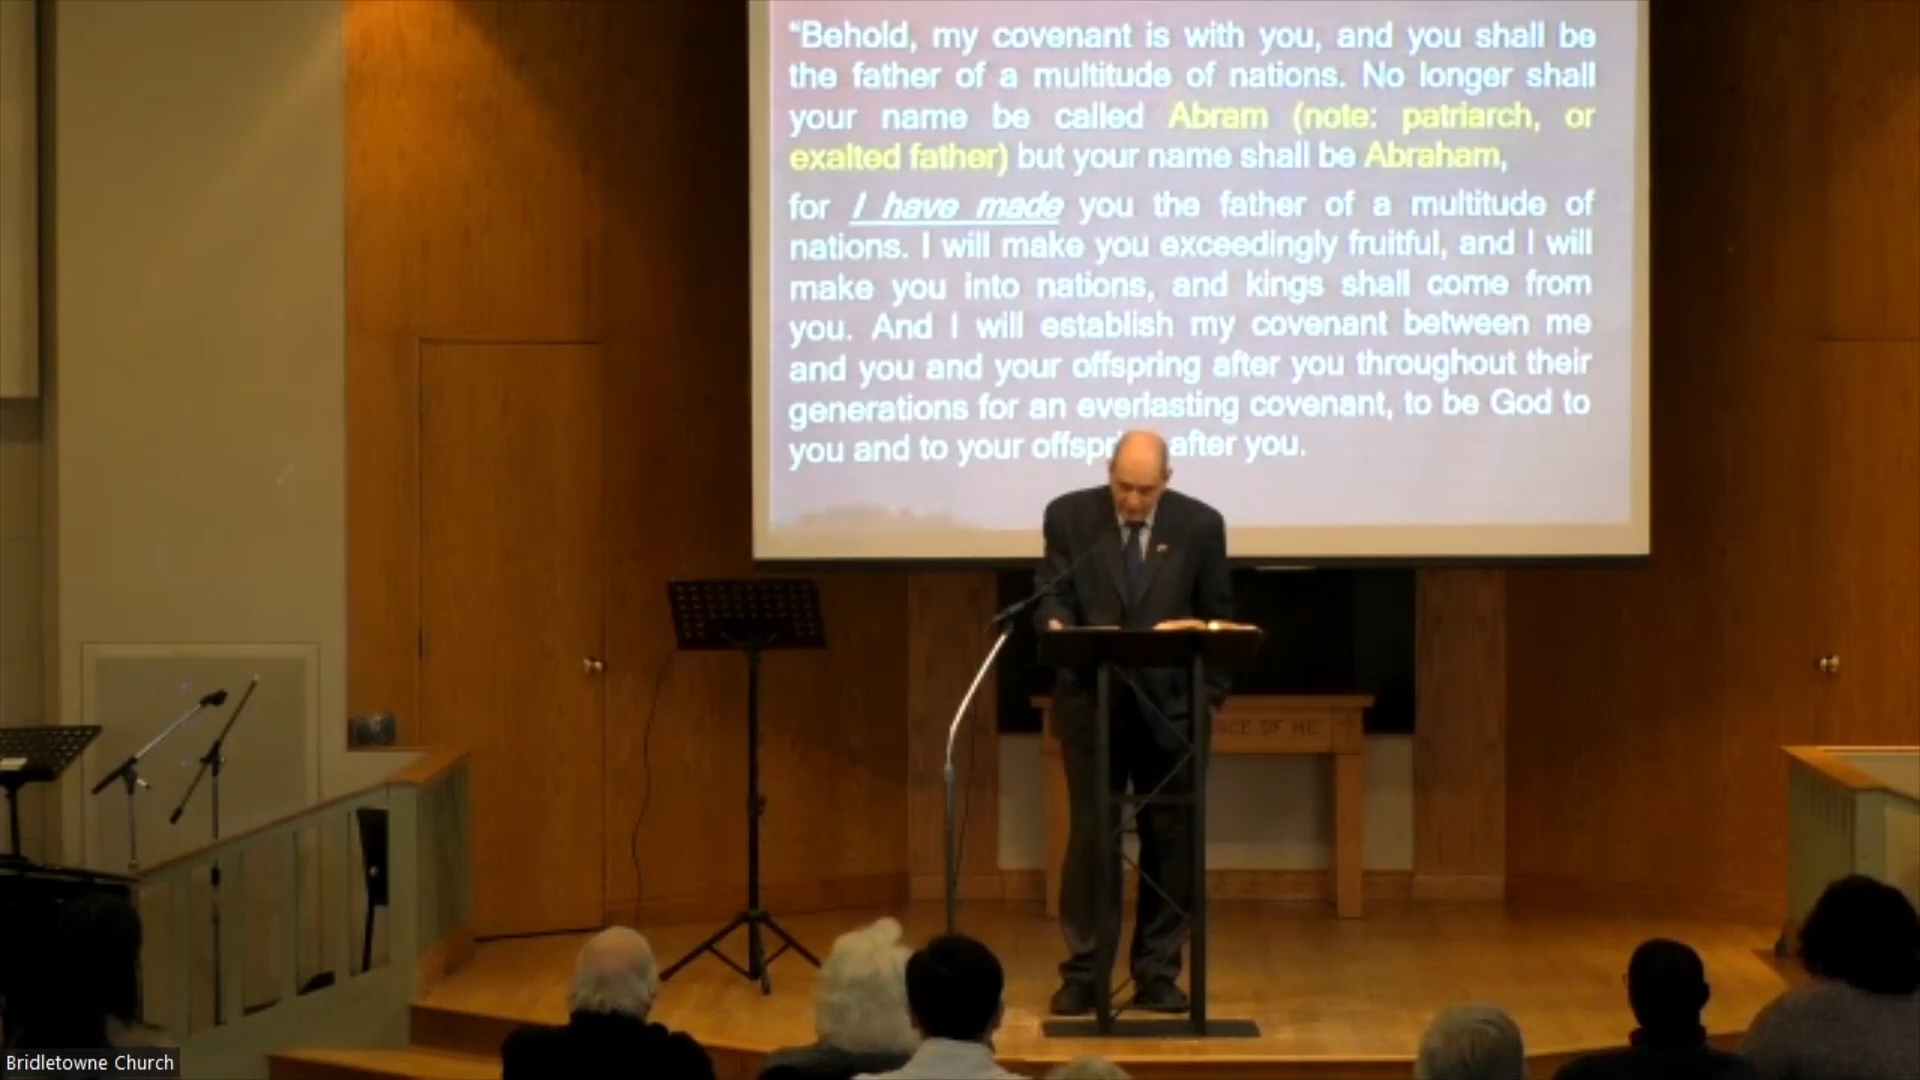 “Behold, my covenant is with you, and you shall be
the father of a multitude of nations. No longer shall
your name be called Abram (note: patriarch, or
exalted father) but your name shall be Abraham,
for I have made you the father of a multitude of
nations. I will make you exceedingly fruitful, and I will
make you into nations, and kings shall come from
you. And I will establish my covenant between me
and you and your offspring after you throughout their
generations for an everlasting covenant, to be God to
you and to your after you.
OF ME
Bridletowne Church